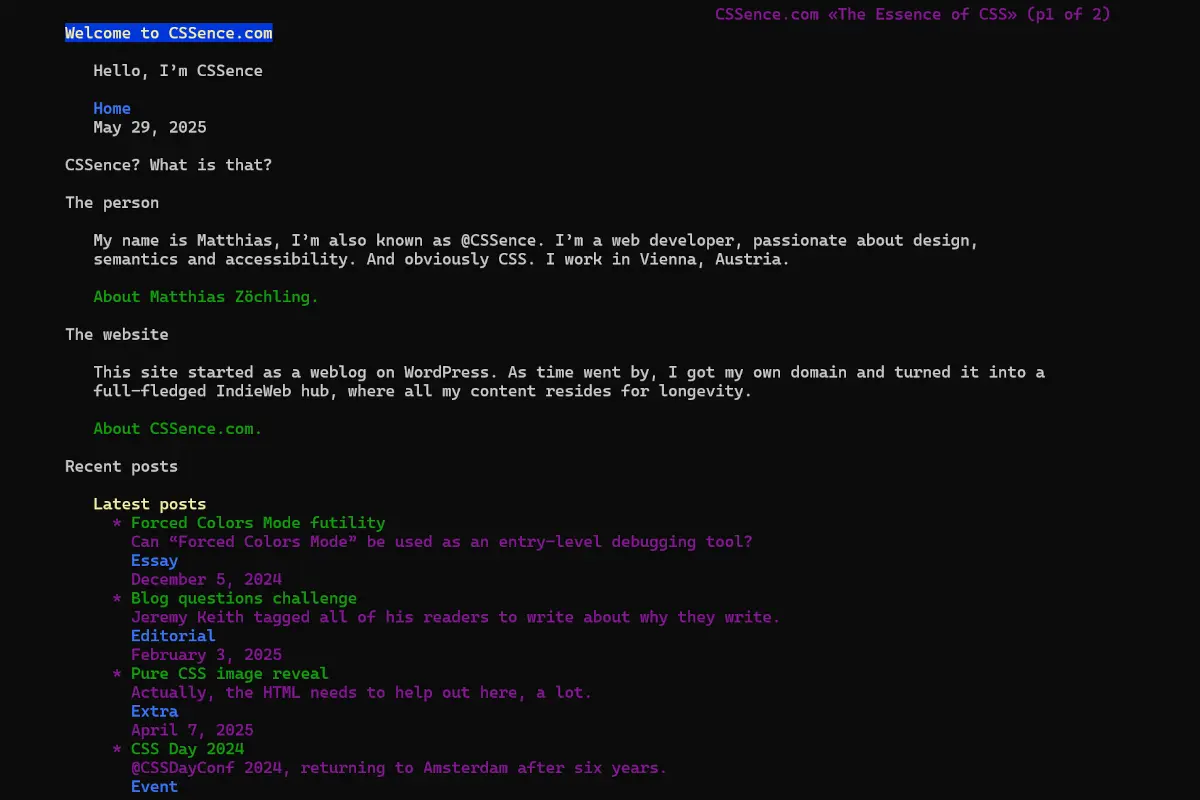 CSSence.com «The Essence of CSS» (p1 of 2)
Welcome to CSSence.com
Hello, I’m CSSence
Home
May 29, 2025
CSSence? What is that?
The person
My name is Matthias, I’m also known as @CSSence. I’m a web developer, passionate about design,
semantics and accessibility. And obviously CSS. I work in Vienna, Austria.
About Matthias Zöchling.
The website
This site started as a weblog on WordPress. As time went by, I got my own domain and turned it into a
full-fledged IndieWeb hub, where all my content resides for longevity.
About CSSence.com.
Recent posts
Latest posts
* Forced Colors Mode futility
Can “Forced Colors Mode” be used as an entry-level debugging tool?
Essay
December 5, 2024
* Blog questions challenge
Jeremy Keith tagged all of his readers to write about why they write.
Editorial
February 3, 2025
* Pure CSS image reveal
Actually, the HTML needs to help out here, a lot.
Extra
April 7, 2025
* CSS Day 2024
@CSSDayConf 2024, returning to Amsterdam after six years.
Event